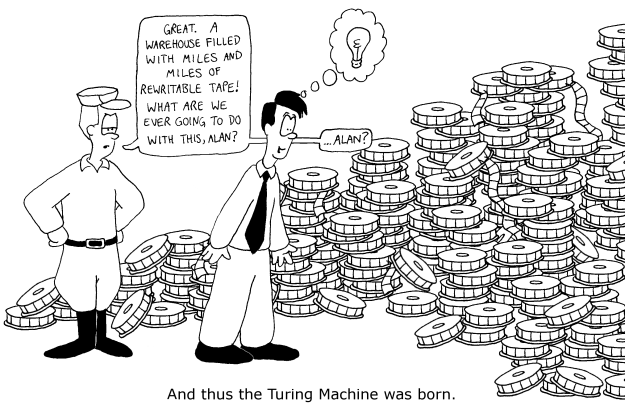 GREAT. A
WAREHOUSE FILLED
WITH MILES AND
MILES OF
REWRITABLE TAPE!
WHAT ARE WE
EVER GOING TO DO
WITH THIS, ALAN?
...ALAN?
And thus the Turing Machine was born.